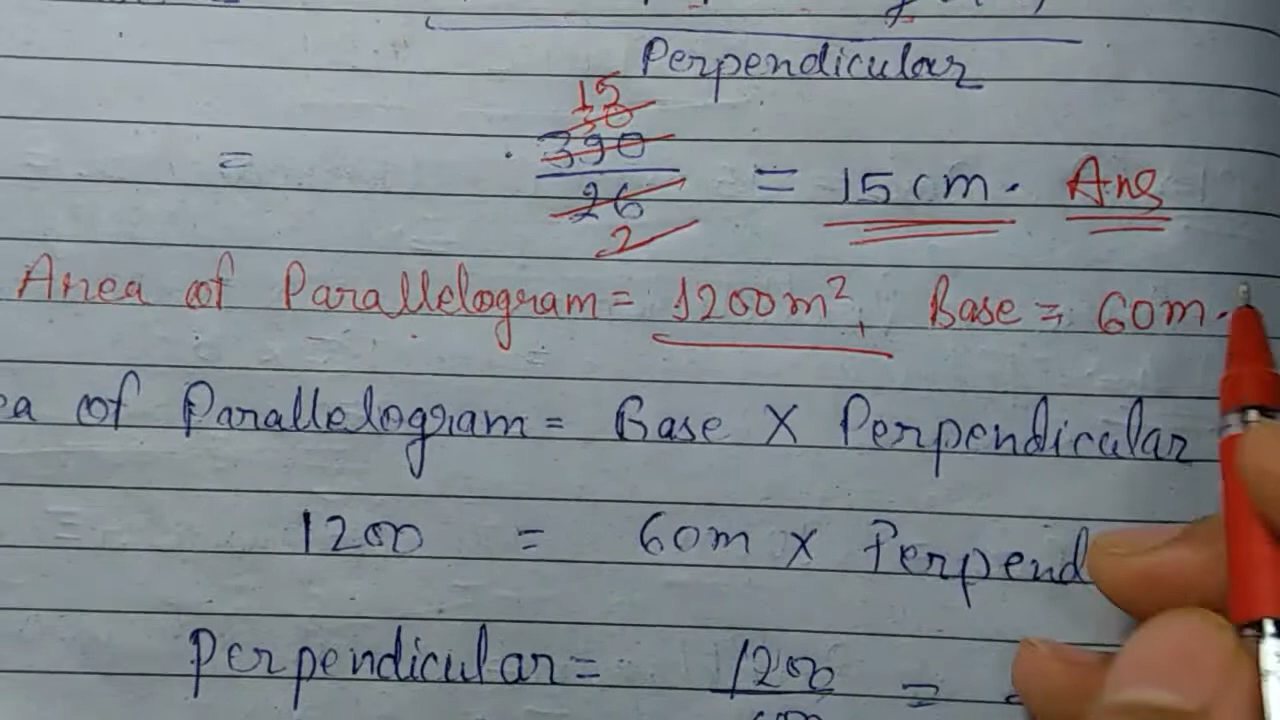 Perpendicular
15
30
= 390 = 15 cm. Ans
26
2
Area of Parallelogram = 1200m², Base = 60m.
ea of Parallelogram = Base X Perpendicular
1200 = 60m X Perpend
Perpendicular = 1200 =